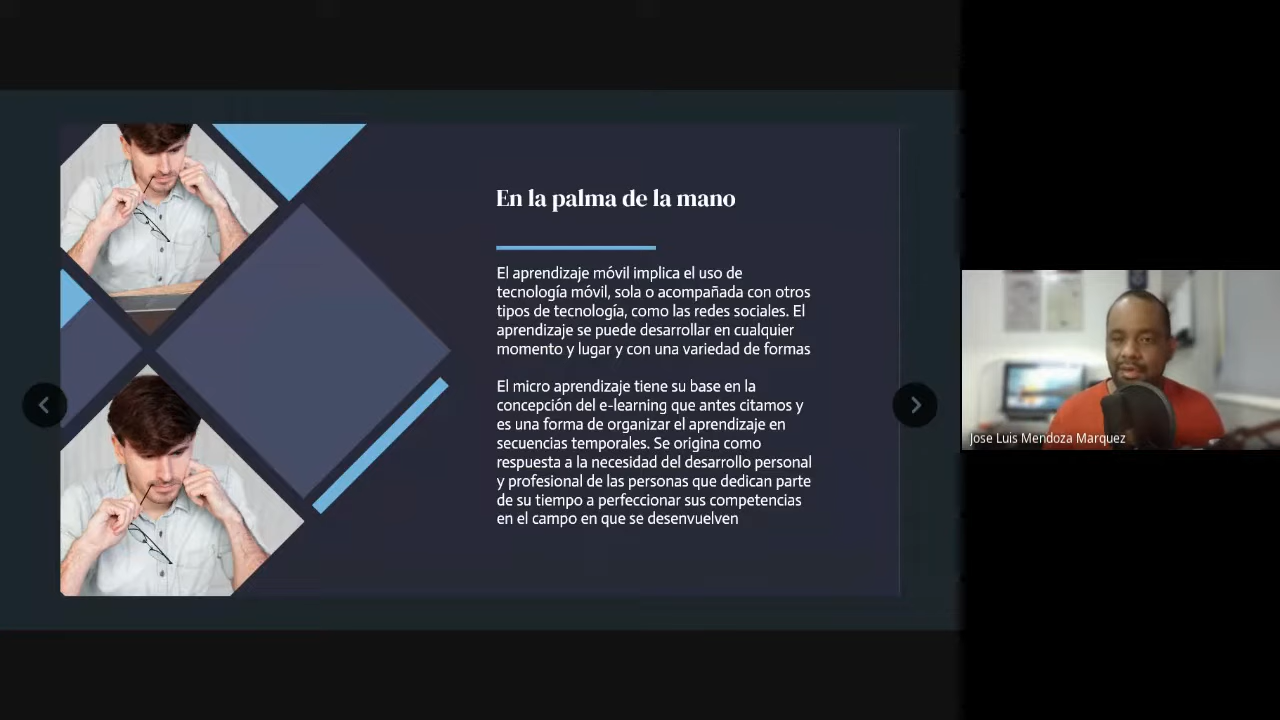 En la palma de la mano
El aprendizaje móvil implica el uso de
tecnología móvil, sola o acompañada con otros
tipos de tecnología, como las redes sociales. El
aprendizaje se puede desarrollar en cualquier
momento y lugar y con una variedad de formas
El micro aprendizaje tiene su base en la
concepción del e-learning que antes citamos y
es una forma de organizar el aprendizaje en
secuencias temporales. Se origina como
respuesta a la necesidad del desarrollo personal
y profesional de las personas que dedican parte
de su tiempo a perfeccionar sus competencias
en el campo en que se desenvuelven
Jose Luis Mendoza Marquez